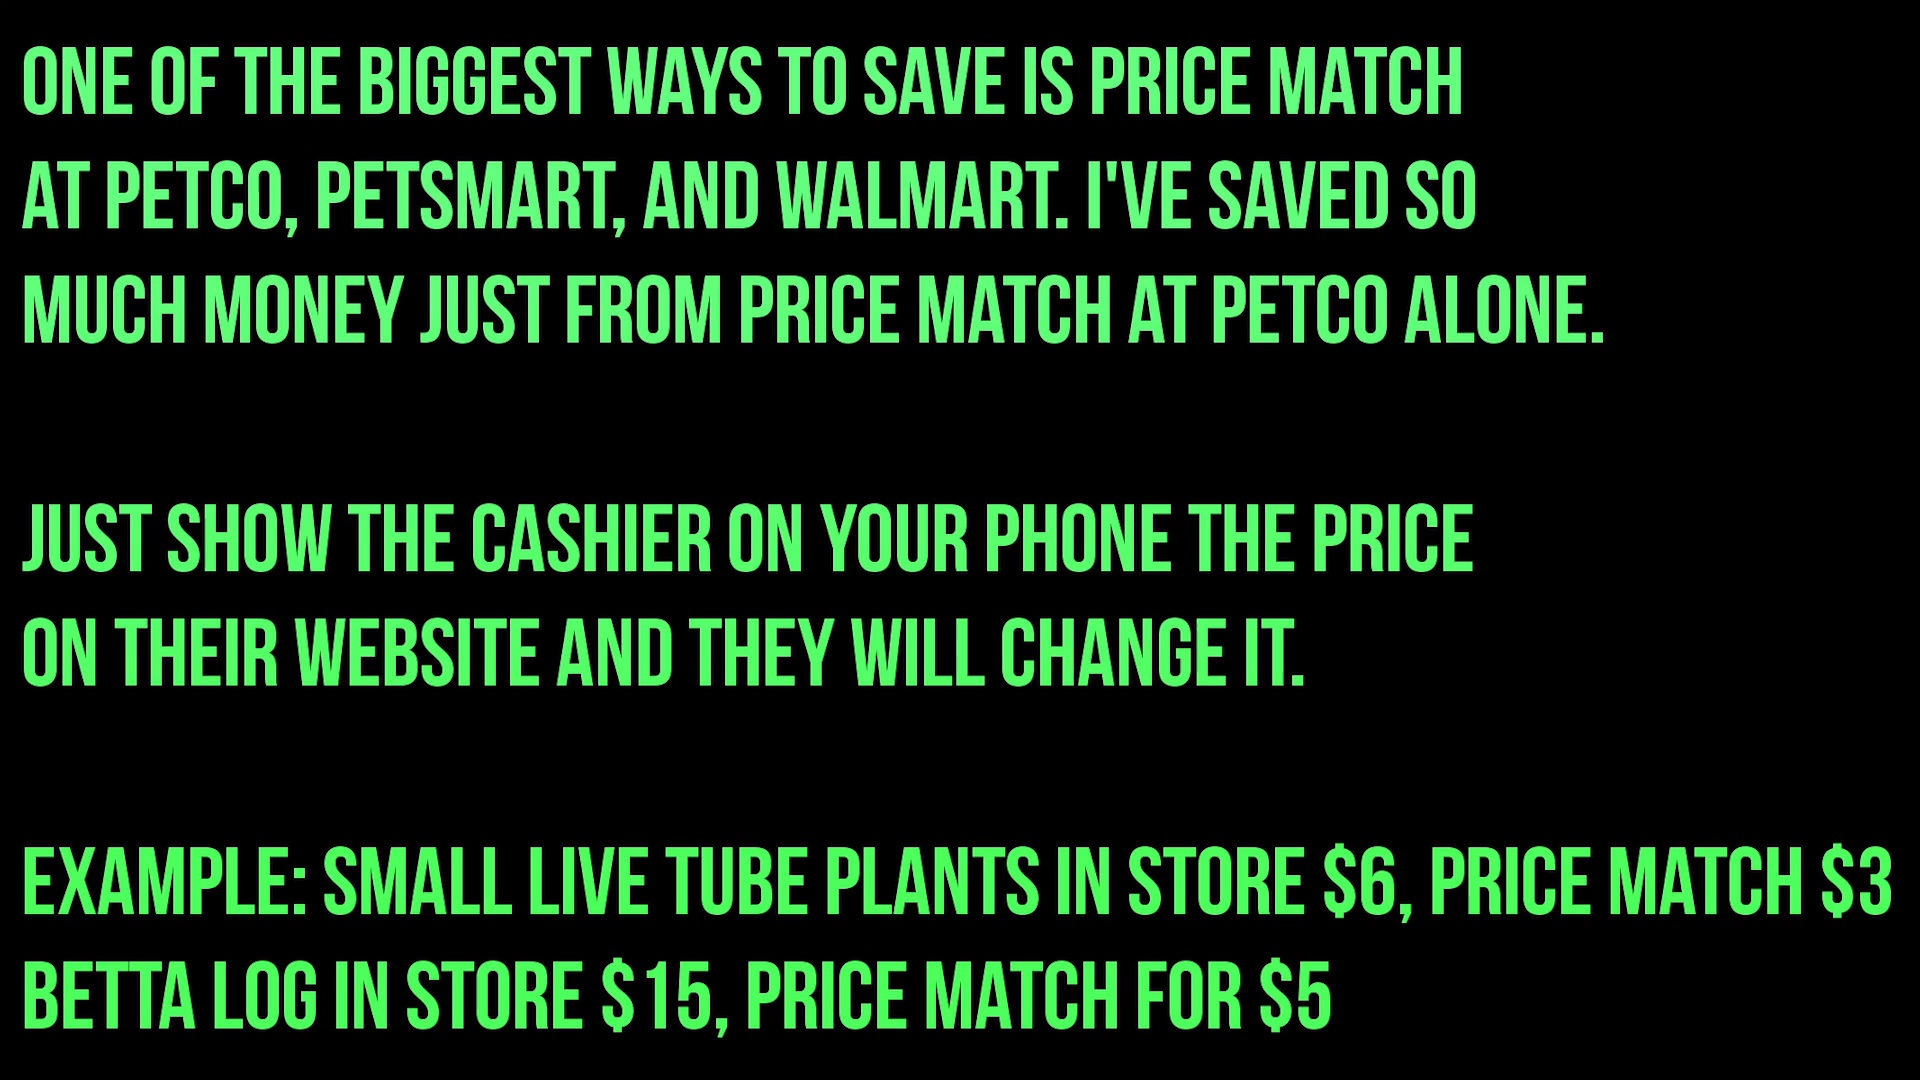 ONE OF THE BIGGEST WAYS TO SAVE IS PRICE MATCH
AT PETCO, PETSMART, AND WALMART. I'VE SAVED SO
MUCH MONEY JUST FROM PRICE MATCH AT PETCO ALONE.
JUST SHOW THE CASHIER ON YOUR PHONE THE PRICE
ON THEIR WEBSITE AND THEY WILL CHANGE IT.
EXAMPLE: SMALL LIVE TUBE PLANTS IN STORE $6, PRICE MATCH $3
BETTA LOG IN STORE $15, PRICE MATCH FOR $5